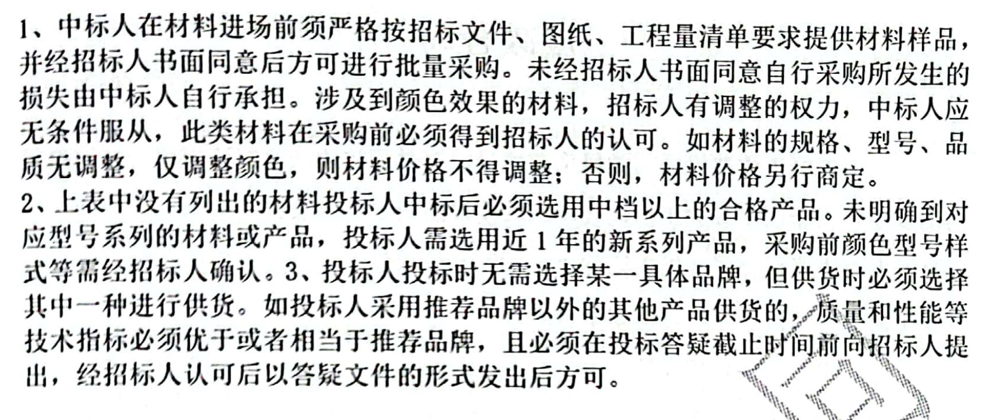 1、中标人在材料进场前须严格按招标文件、图纸、工程量清单要求提供材料样品，
并经招标人书面同意后方可进行批量采购。未经招标人书面同意自行采购所发生的
损失由中标人自行承担。涉及到颜色效果的材料，招标人有调整的权力，中标人应
无条件服从，此类材料在采购前必须得到招标人的认可。如材料的规格、型号、品
质无调整，仅调整颜色，则材料价格不得调整；否则，材料价格另行商定。
2、上表中没有列出的材料投标人中标后必须选用中档以上的合格产品。未明确到对
应型号系列的材料或产品，投标人需选用近1年的新系列产品，采购前颜色型号样
式等需经招标人确认。3、投标人投标时无需选择某一具体品牌，但供货时必须选择
其中一种进行供货。如投标人采用推荐品牌以外的其他产品供货的，质量和性能等
技术指标必须优于或者相当于推荐品牌，且必须在投标答疑截止时间前向招标人提
出，经招标人认可后以答疑文件的形式发出后方可。